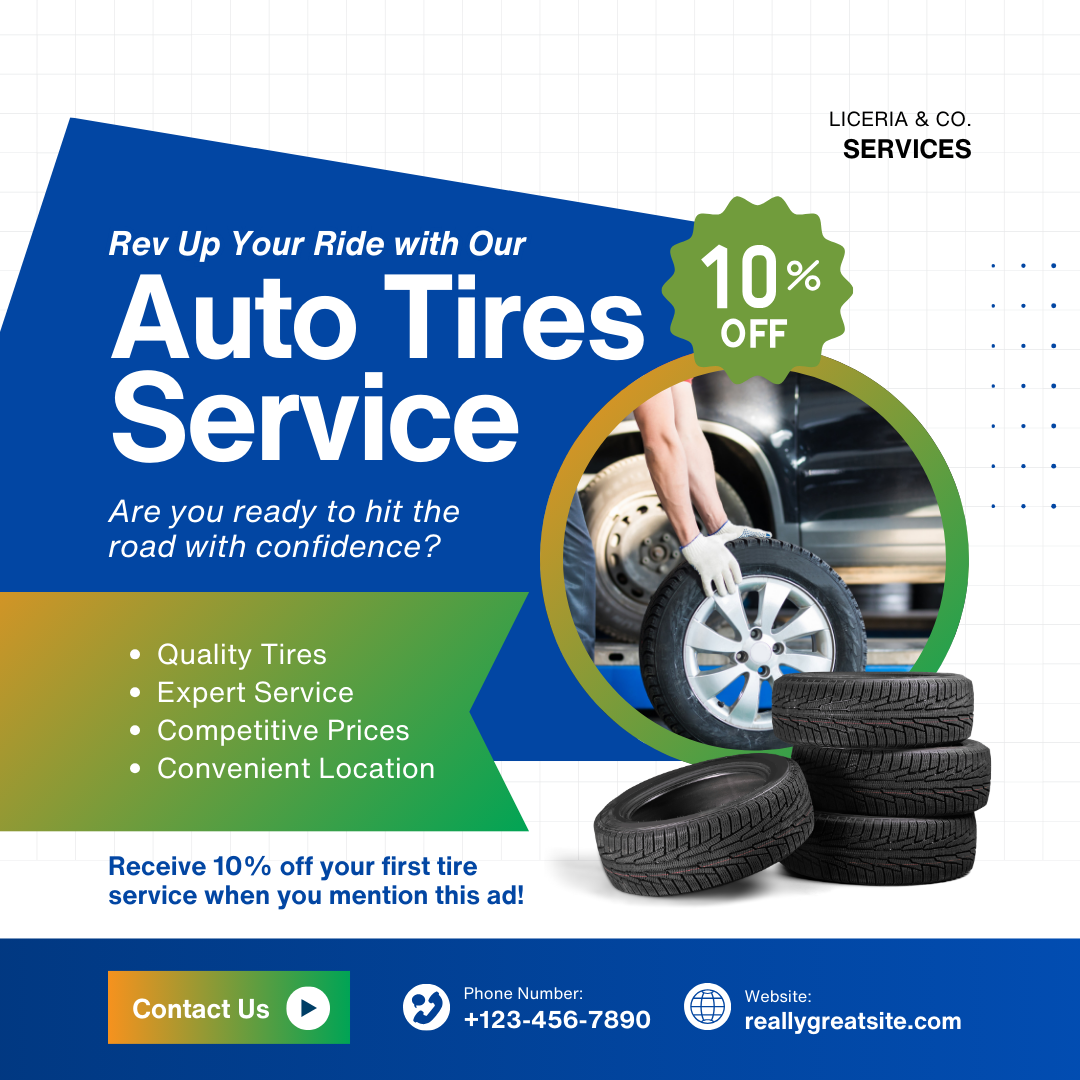 LICERIA & CO.
SERVICES
Rev Up Your Ride with Our
Auto Tires
Service
10%
OFF
Are you ready to hit the
road with confidence?
• Quality Tires
• Expert Service
• Competitive Prices
• Convenient Location
Receive 10% off your first tire
service when you mention this ad!
Contact Us
Phone Number:
+123-456-7890
Website:
reallygreatsite.com